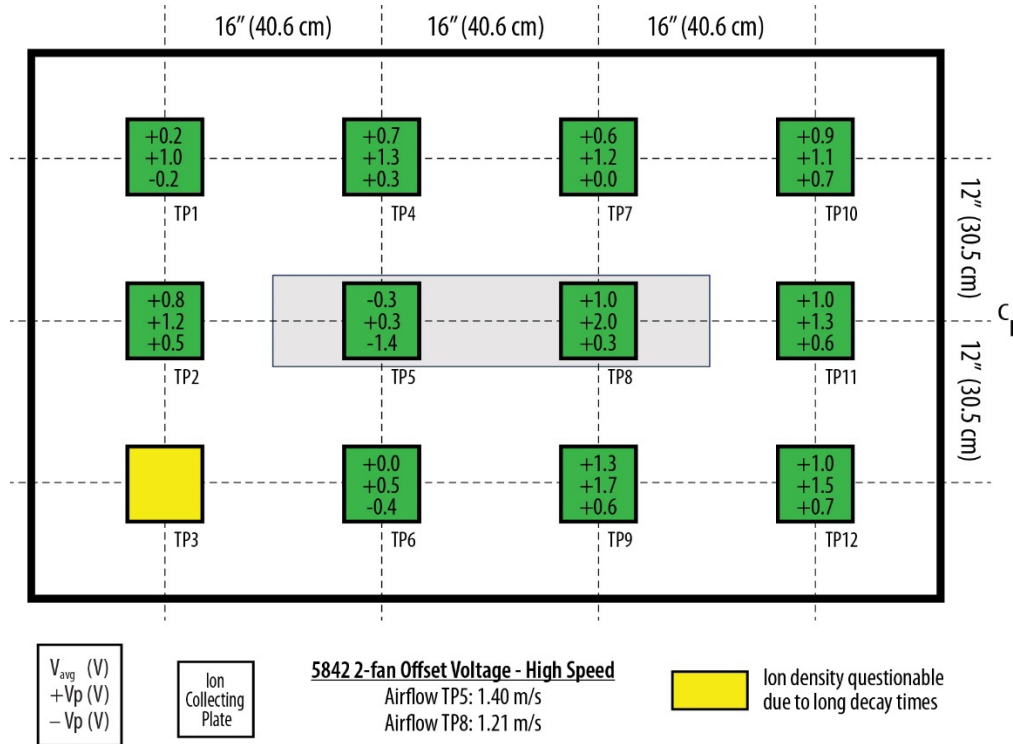 16” (40.6 cm) 16” (40.6 cm) 16” (40.6 cm)
+0.2
+1.0
-0.2
TP1
+0.7
+1.3
+0.3
TP4
+0.6
+1.2
+0.0
TP7
+0.9
+1.1
+0.7
TP10
12” (30.5 cm)
+0.8
+1.2
+0.5
TP2
-0.3
+0.3
-1.4
TP5
+1.0
+2.0
+0.3
TP8
+1.0
+1.3
+0.6
TP11
C
12” (30.5 cm)
TP3
+0.0
+0.5
-0.4
TP6
+1.3
+1.7
+0.6
TP9
+1.0
+1.5
+0.7
TP12
Vavg (V)
+Vp (V)
– Vp (V)
Ion
Collecting
Plate
5842 2-fan Offset Voltage - High Speed
Airflow TP5: 1.40 m/s
Airflow TP8: 1.21 m/s
Ion density questionable
due to long decay times